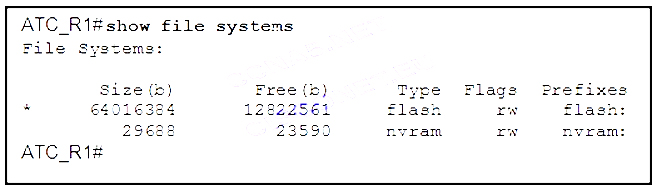 ATC_R1#show file systems
File Systems:
Size(b) Free(b) Type Flags Prefixes
* 64016384 12822561 flash rw flash:
29688 23590 nvram rw nvram:
ATC_R1#